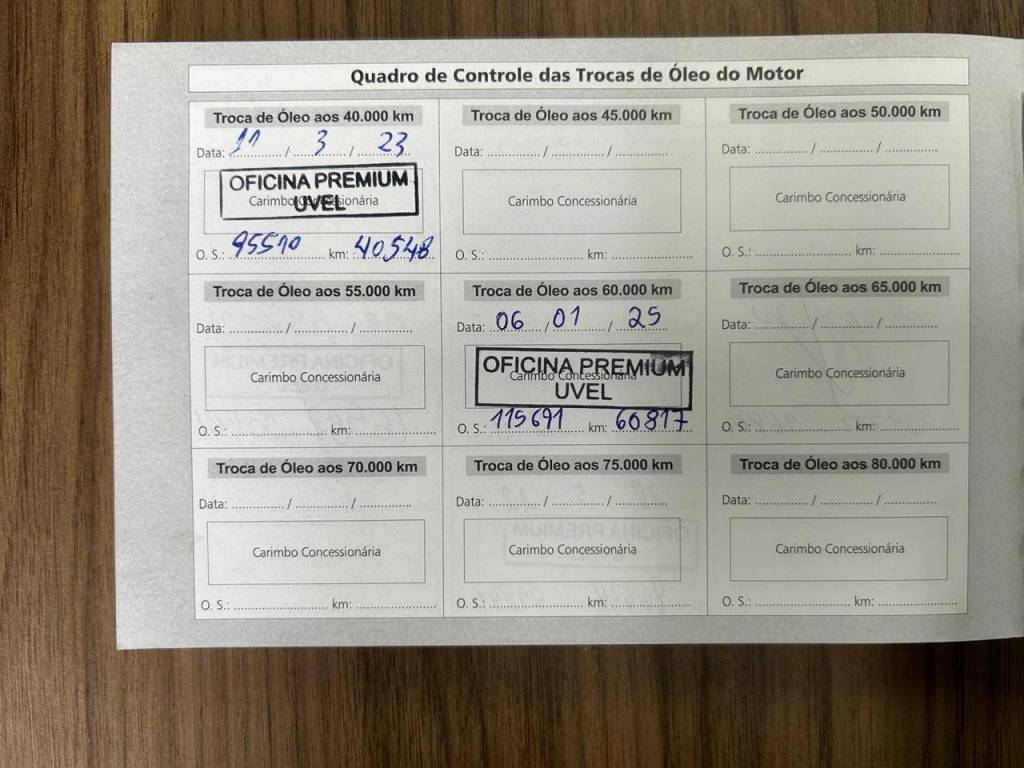 Quadro de Controle das Trocas de Óleo do Motor
Troca de Óleo aos 40.000 km
Data: 11 / 3 / 23
OFICINA PREMIUM
UVEL
Carimbo Concessionária
O. S.: 95510 km: 40548
Troca de Óleo aos 45.000 km
Data: ............... / ............... / ...............
Carimbo Concessionária
O. S.: ............... km: ...............
Troca de Óleo aos 50.000 km
Data: ............... / ............... / ...............
Carimbo Concessionária
O. S.: ............... km: ...............
Troca de Óleo aos 55.000 km
Data: ............... / ............... / ...............
Carimbo Concessionária
O. S.: ............... km: ...............
Troca de Óleo aos 60.000 km
Data: 06 / 01 / 25
OFICINA PREMIUM
UVEL
Carimbo Concessionária
O. S.: 115691 km: 60817
Troca de Óleo aos 65.000 km
Data: ............... / ............... / ...............
Carimbo Concessionária
O. S.: ............... km: ...............
Troca de Óleo aos 70.000 km
Data: ............... / ............... / ...............
Carimbo Concessionária
O. S.: ............... km: ...............
Troca de Óleo aos 75.000 km
Data: ............... / ............... / ...............
Carimbo Concessionária
O. S.: ............... km: ...............
Troca de Óleo aos 80.000 km
Data: ............... / ............... / ...............
Carimbo Concessionária
O. S.: ............... km: ...............